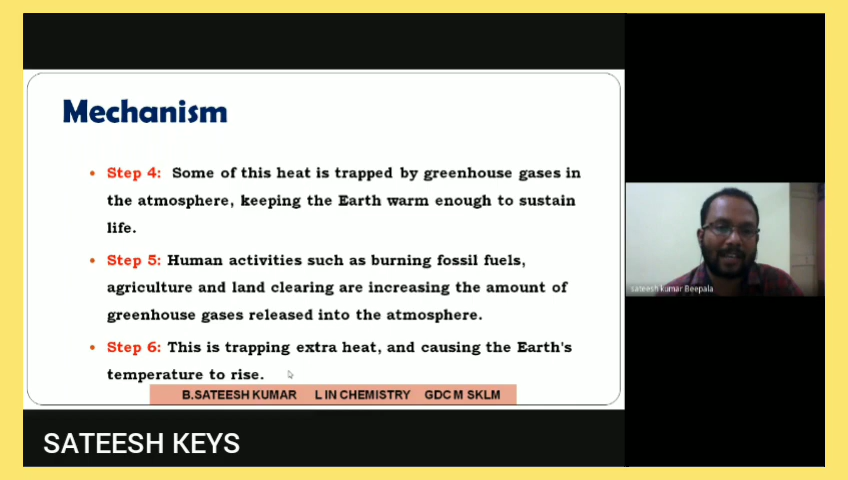 Mechanism
• Step 4: Some of this heat is trapped by greenhouse gases in
the atmosphere, keeping the Earth warm enough to sustain
life.
• Step 5: Human activities such as burning fossil fuels,
agriculture and land clearing are increasing the amount of
greenhouse gases released into the atmosphere.
• Step 6: This is trapping extra heat, and causing the Earth's
temperature to rise.
B.SATEESH KUMAR L IN CHEMISTRY GDC M SKLM
sateesh kumar Beepala
SATEESH KEYS